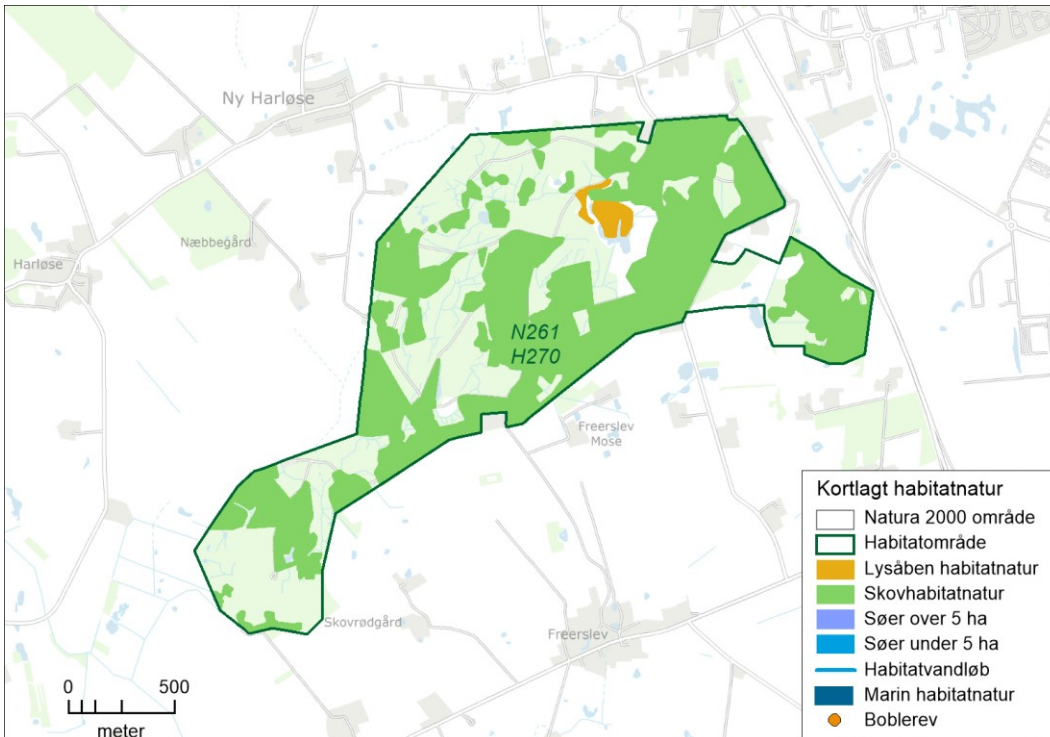 Ny Harløse
Næbbegård
Harløse
N261
H270
Freerslev
Mose
Skovrødgård
Freerslev
0 500
meter
Kortlagt habitatnatur
Natura 2000 område
Habitatområde
Lysåben habitatnatur
Skovhabitatnatur
Søer over 5 ha
Søer under 5 ha
Habitatvandløb
Marin habitatnatur
Boblerev